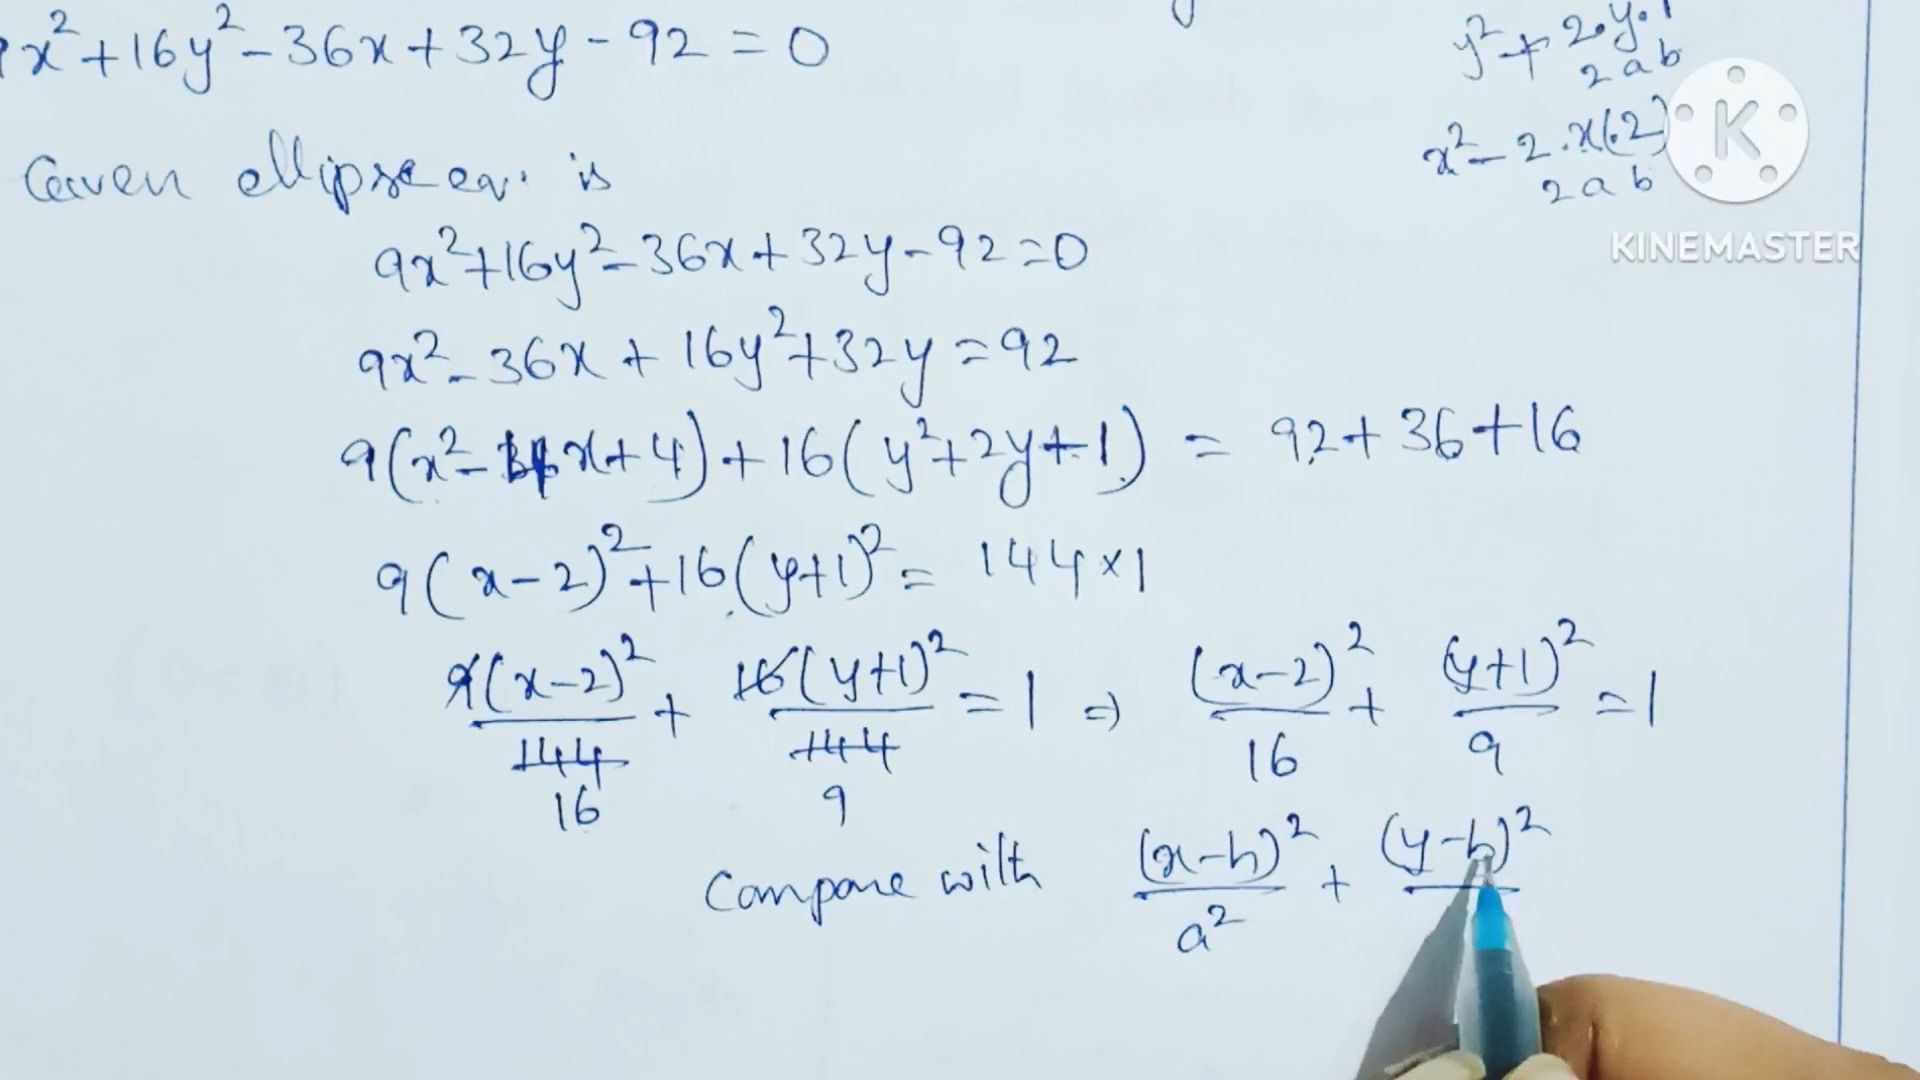 9x²+16y²-36x+32y-92=0
y²+2.y.1
2ab
x²-2.x(.2)
2ab
K
KINEMASTER
Given ellipse eq. is
9x²+16y²-36x+32y-92=0
9x²-36x+16y²+32y=92
9(x²-4x+4)+16(y²+2y+1) = 92+36+16
9(x-2)²+16(y+1)²= 144×1
9(x-2)²/144 + 16(y+1)²/144 =1 ⇒ (x-2)²/16 + (y+1)²/9 =1
16 9
Compare with (x-h)²/a² + (y-